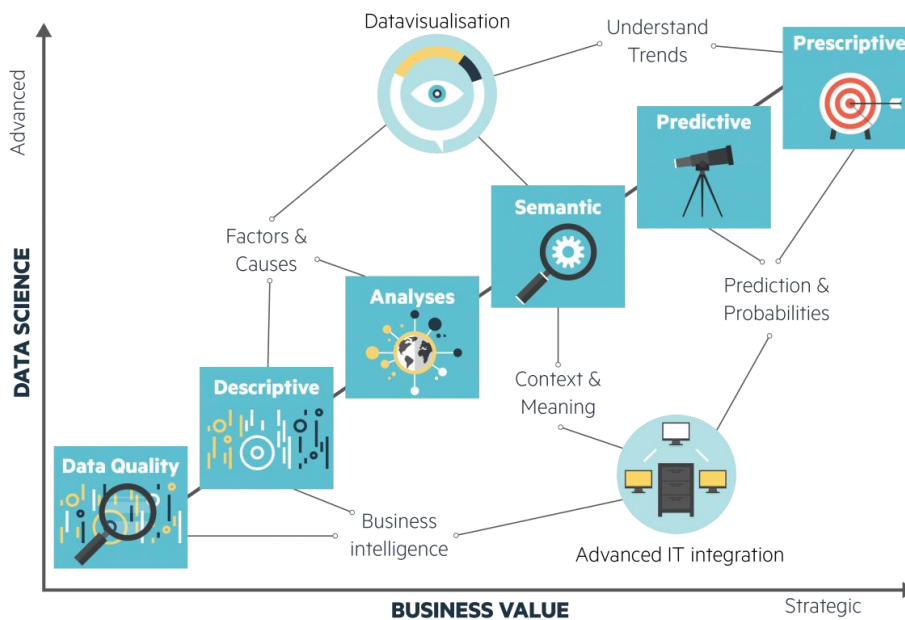 Datavisualisation
Understand
Trends
Prescriptive
Advanced
Predictive
Semantic
Factors &
Causes
Analyses
Prediction &
Probabilities
DATA SCIENCE
Descriptive
Context &
Meaning
Data Quality
Business
intelligence
Advanced IT integration
BUSINESS VALUE
Strategic